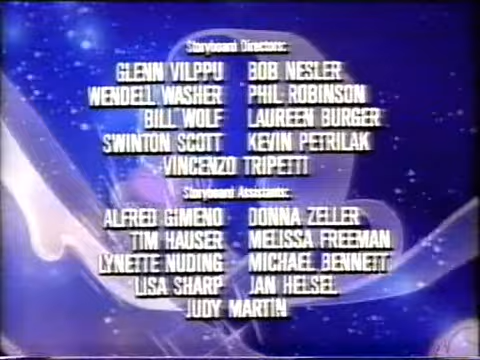 Storyboard Directors:
GLENN VILPPU BOB NESLER
WENDELL WASHER PHIL ROBINSON
BILL WOLF LAUREEN BURGER
SWINTON SCOTT KEVIN PETRILAK
VINCENZO TRIPETTI
Storyboard Assistants:
ALFRED GIMENO DONNA ZELLER
TIM HAUSER MELISSA FREEMAN
LYNETTE NUDING MICHAEL BENNETT
LISA SHARP JAN HELSEL
JUDY MARTIN